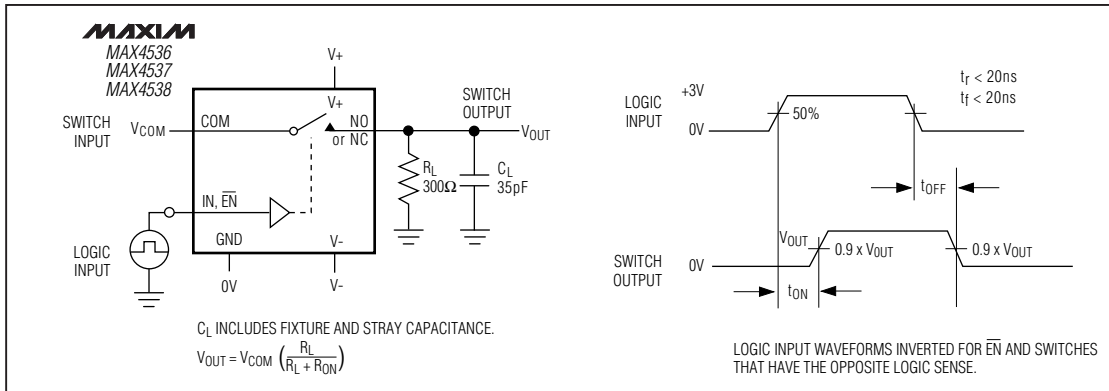 MAXIM
MAX4536
MAX4537
MAX4538
V+
V+
SWITCH
INPUT
VCOM
COM
NO
or NC
SWITCH
OUTPUT
VOUT
RL
300Ω
CL
35pF
IN, E̅N̅
LOGIC
INPUT
GND
V-
0V
V-
CL INCLUDES FIXTURE AND STRAY CAPACITANCE.
VOUT = VCOM ( RL / RL + RON )
LOGIC
INPUT
+3V
0V
50%
tr < 20ns
tf < 20ns
tOFF
SWITCH
OUTPUT
VOUT
0V
0.9 x VOUT
0.9 x VOUT
tON
LOGIC INPUT WAVEFORMS INVERTED FOR E̅N̅ AND SWITCHES
THAT HAVE THE OPPOSITE LOGIC SENSE.